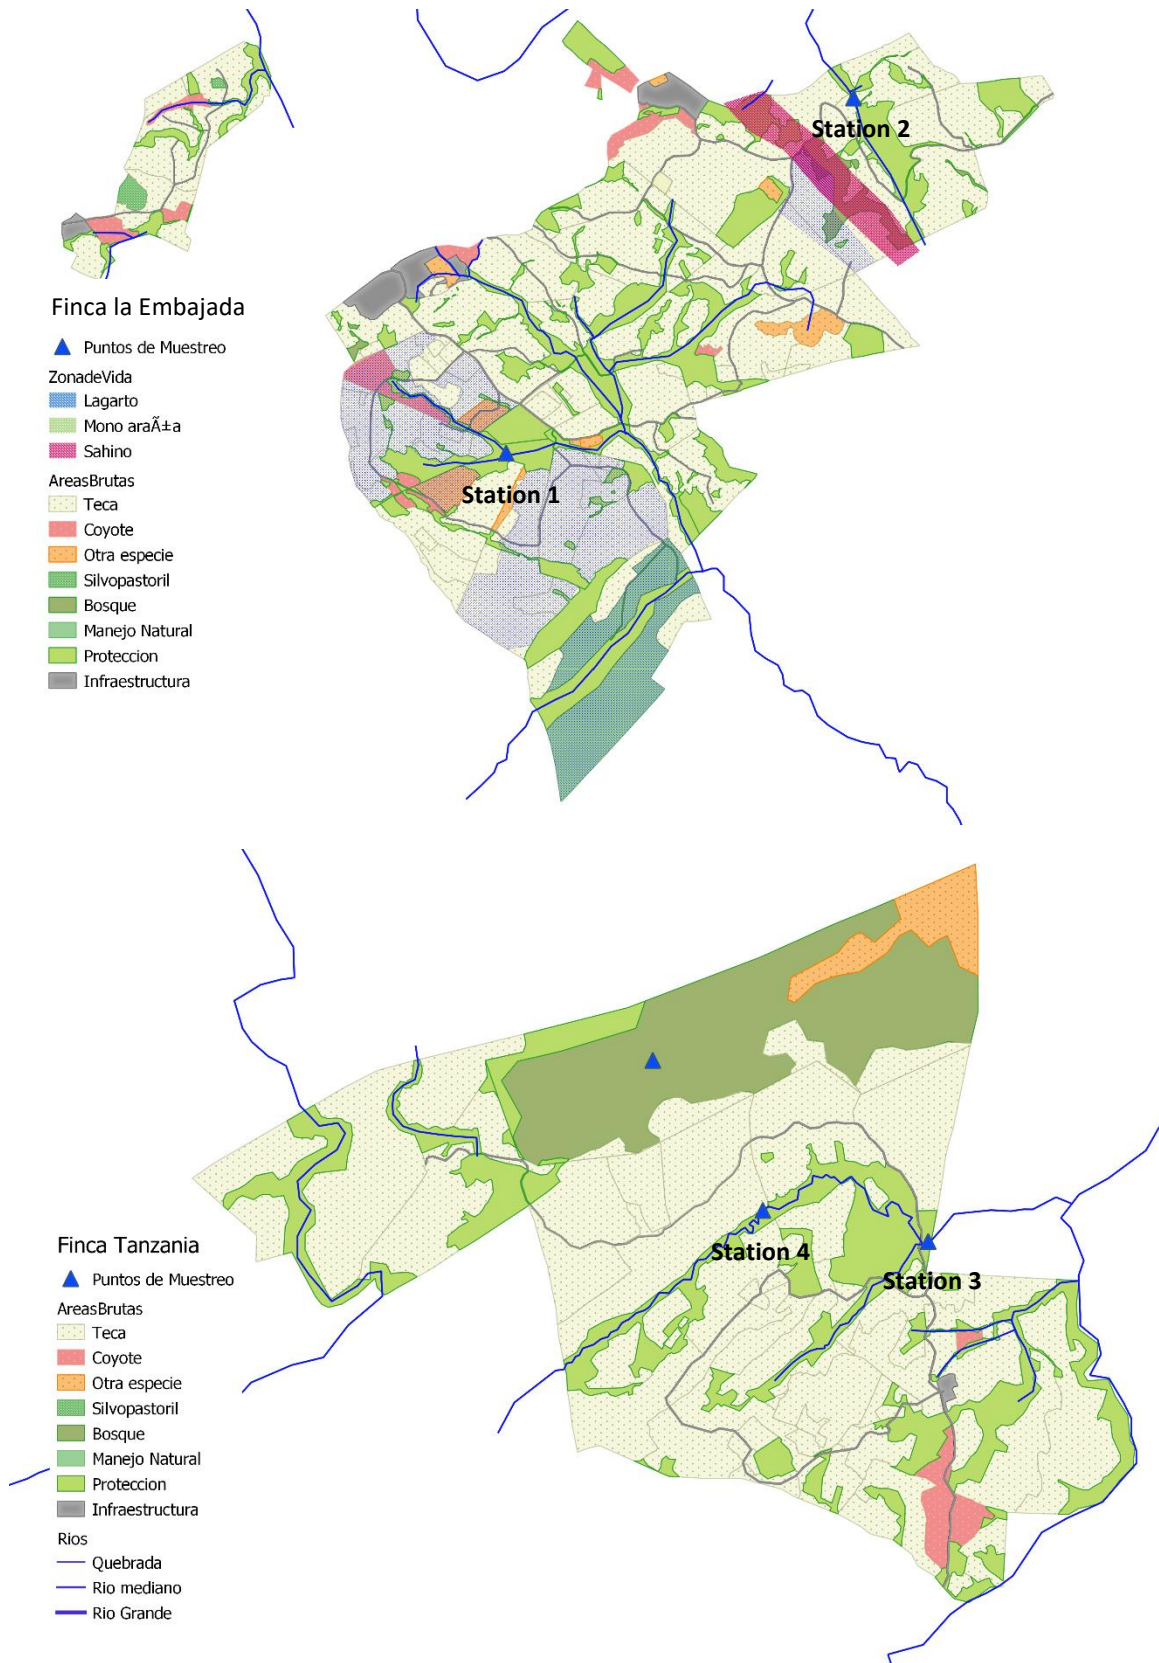 Station 2
Finca la Embajada
Puntos de Muestreo
ZonadeVida
Lagarto
Mono araÃ±a
Sahino
AreasBrutas
Teca
Coyote
Otra especie
Silvopastoril
Bosque
Manejo Natural
Proteccion
Infraestructura
Station 1
Station 4
Station 3
Finca Tanzania
Puntos de Muestreo
AreasBrutas
Teca
Coyote
Otra especie
Silvopastoril
Bosque
Manejo Natural
Proteccion
Infraestructura
Rios
Quebrada
Rio mediano
Rio Grande